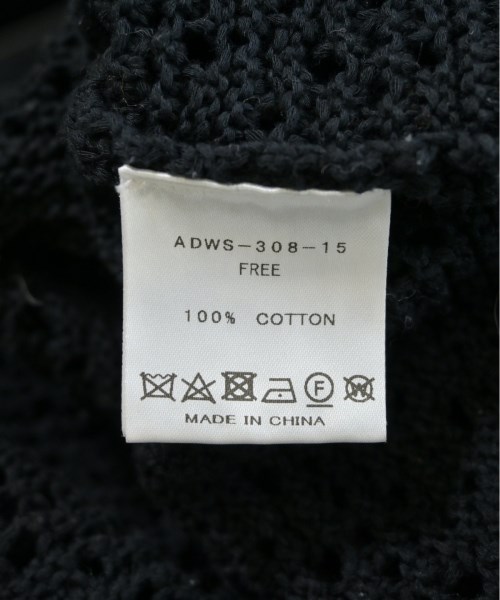 ADWS-308-15
FREE
100% COTTON
F W
MADE IN CHINA